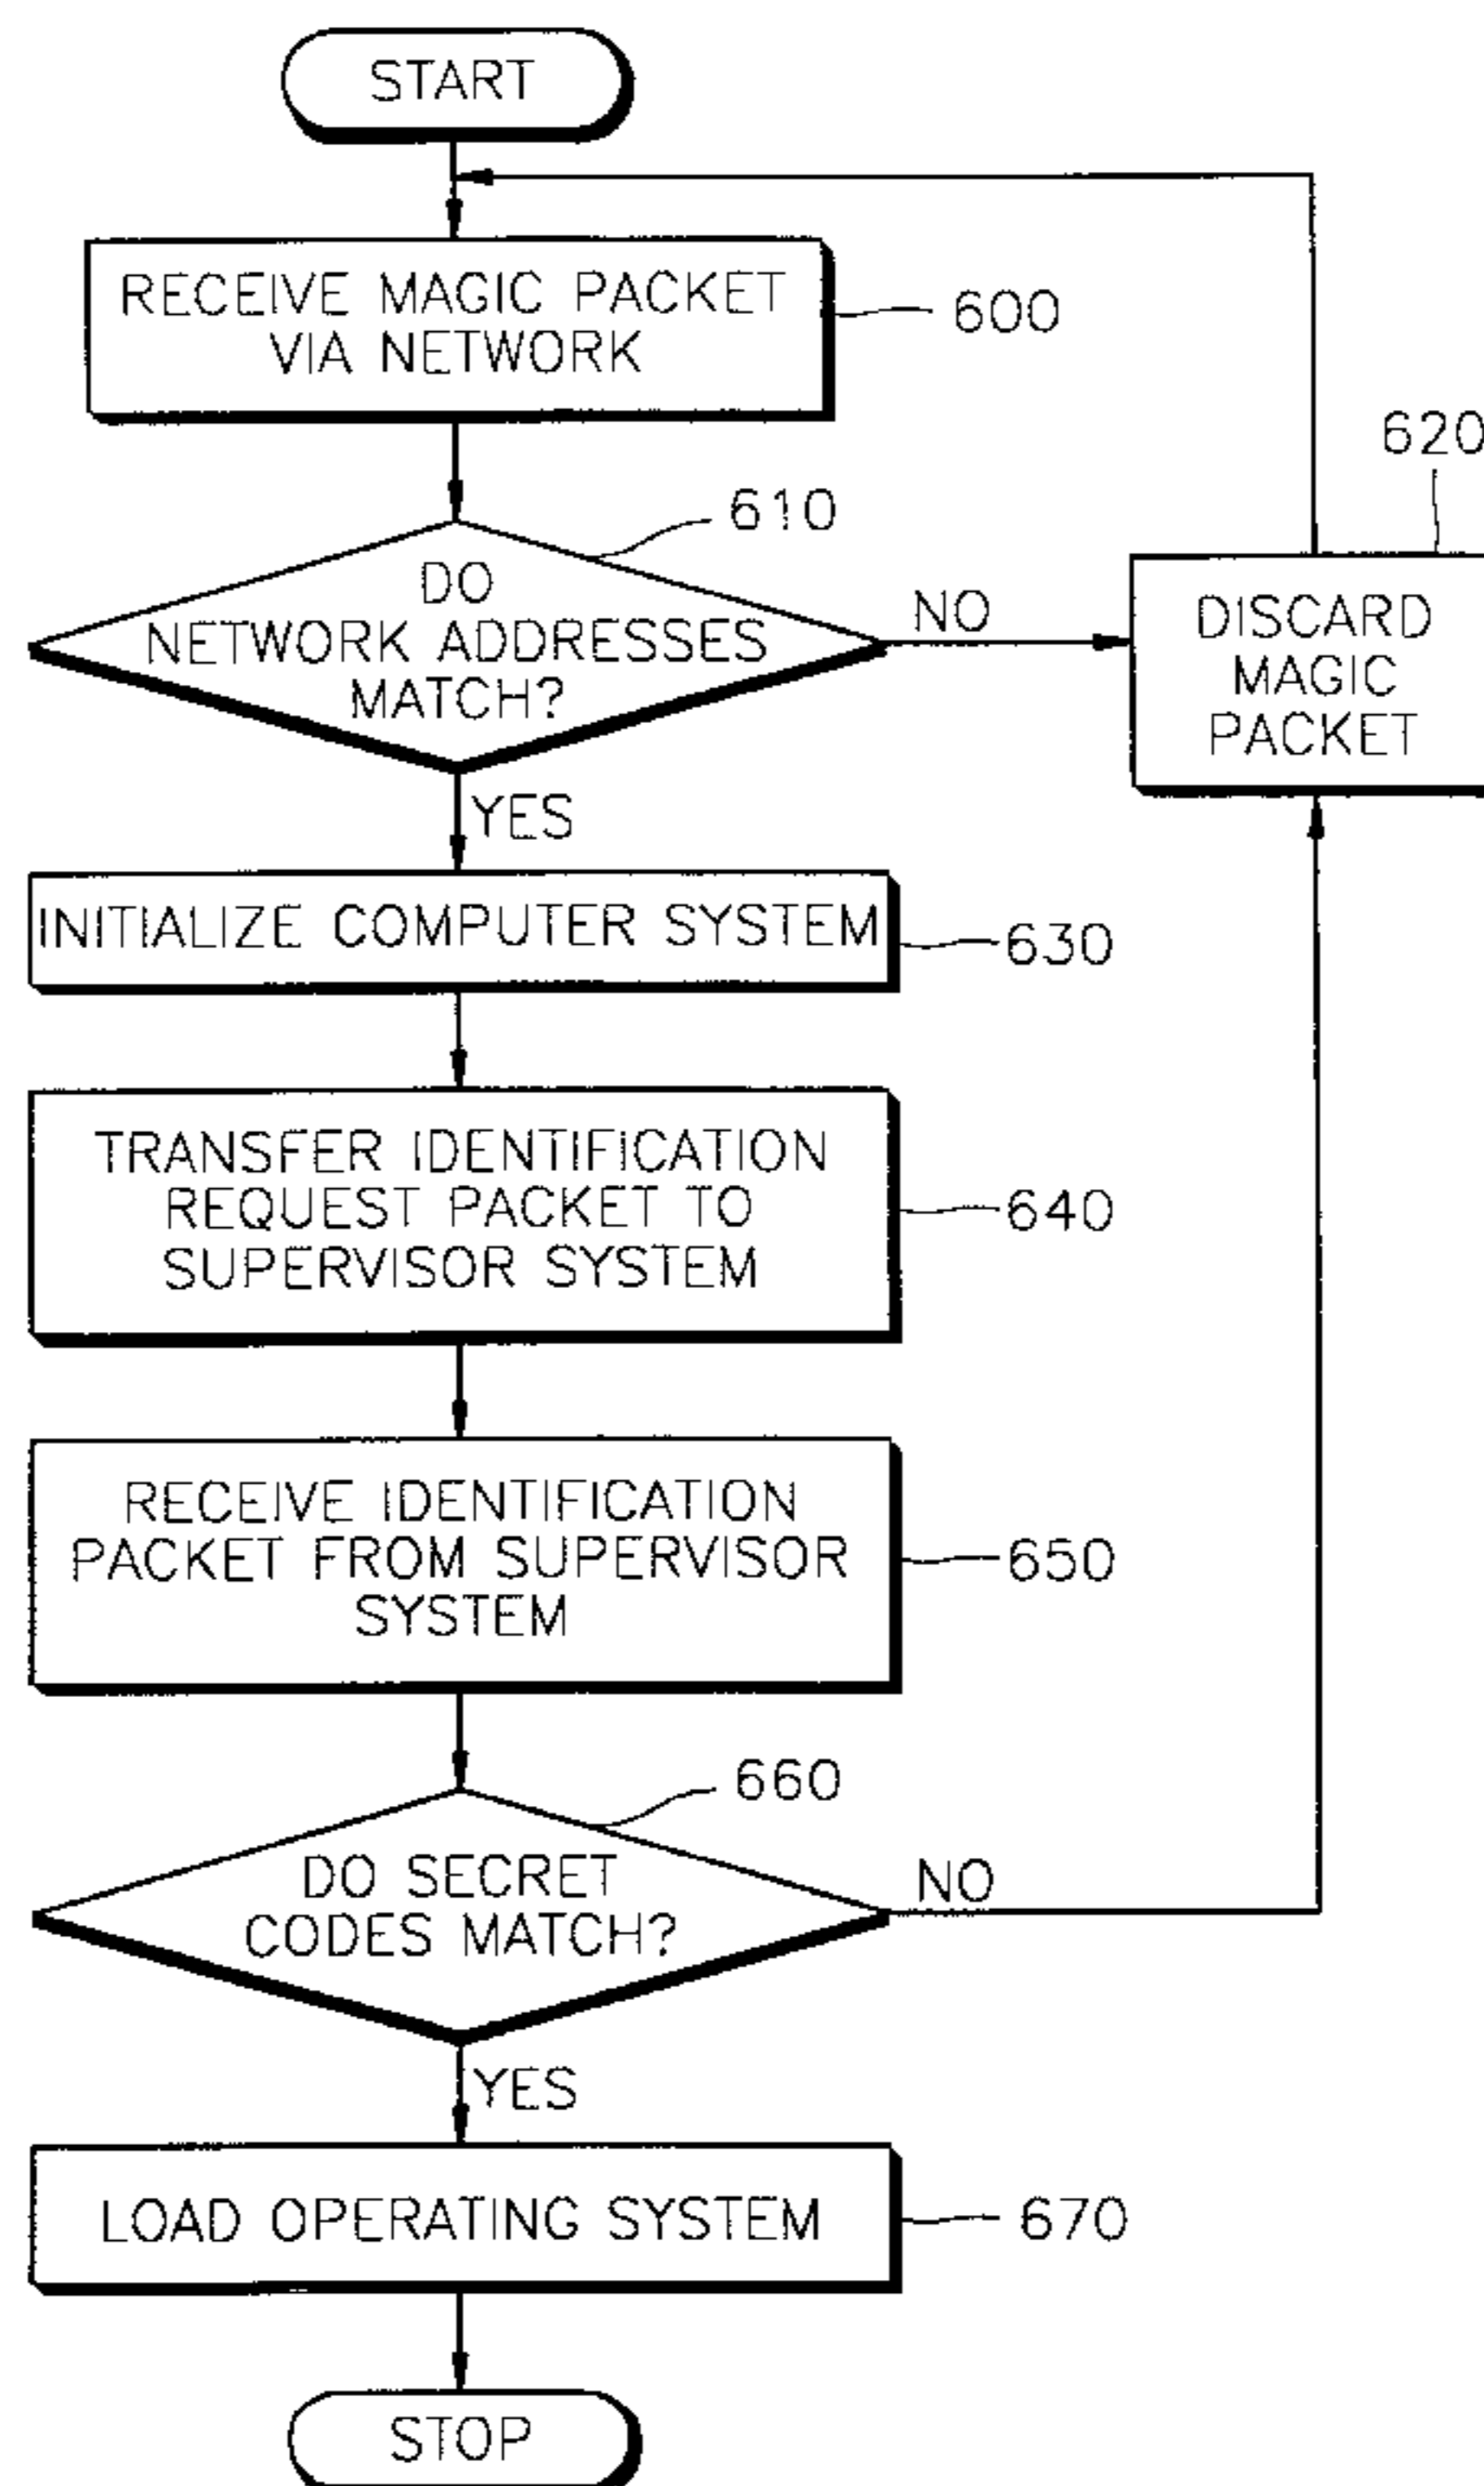 START
RECEIVE MAGIC PACKET
VIA NETWORK
600
620
610
DO
NETWORK ADDRESSES
MATCH?
NO
DISCARD
MAGIC
PACKET
YES
INITIALIZE COMPUTER SYSTEM
630
TRANSFER IDENTIFICATION
REQUEST PACKET TO
SUPERVISOR SYSTEM
640
RECEIVE IDENTIFICATION
PACKET FROM SUPERVISOR
SYSTEM
650
660
DO SECRET
CODES MATCH?
NO
YES
LOAD OPERATING SYSTEM
670
STOP